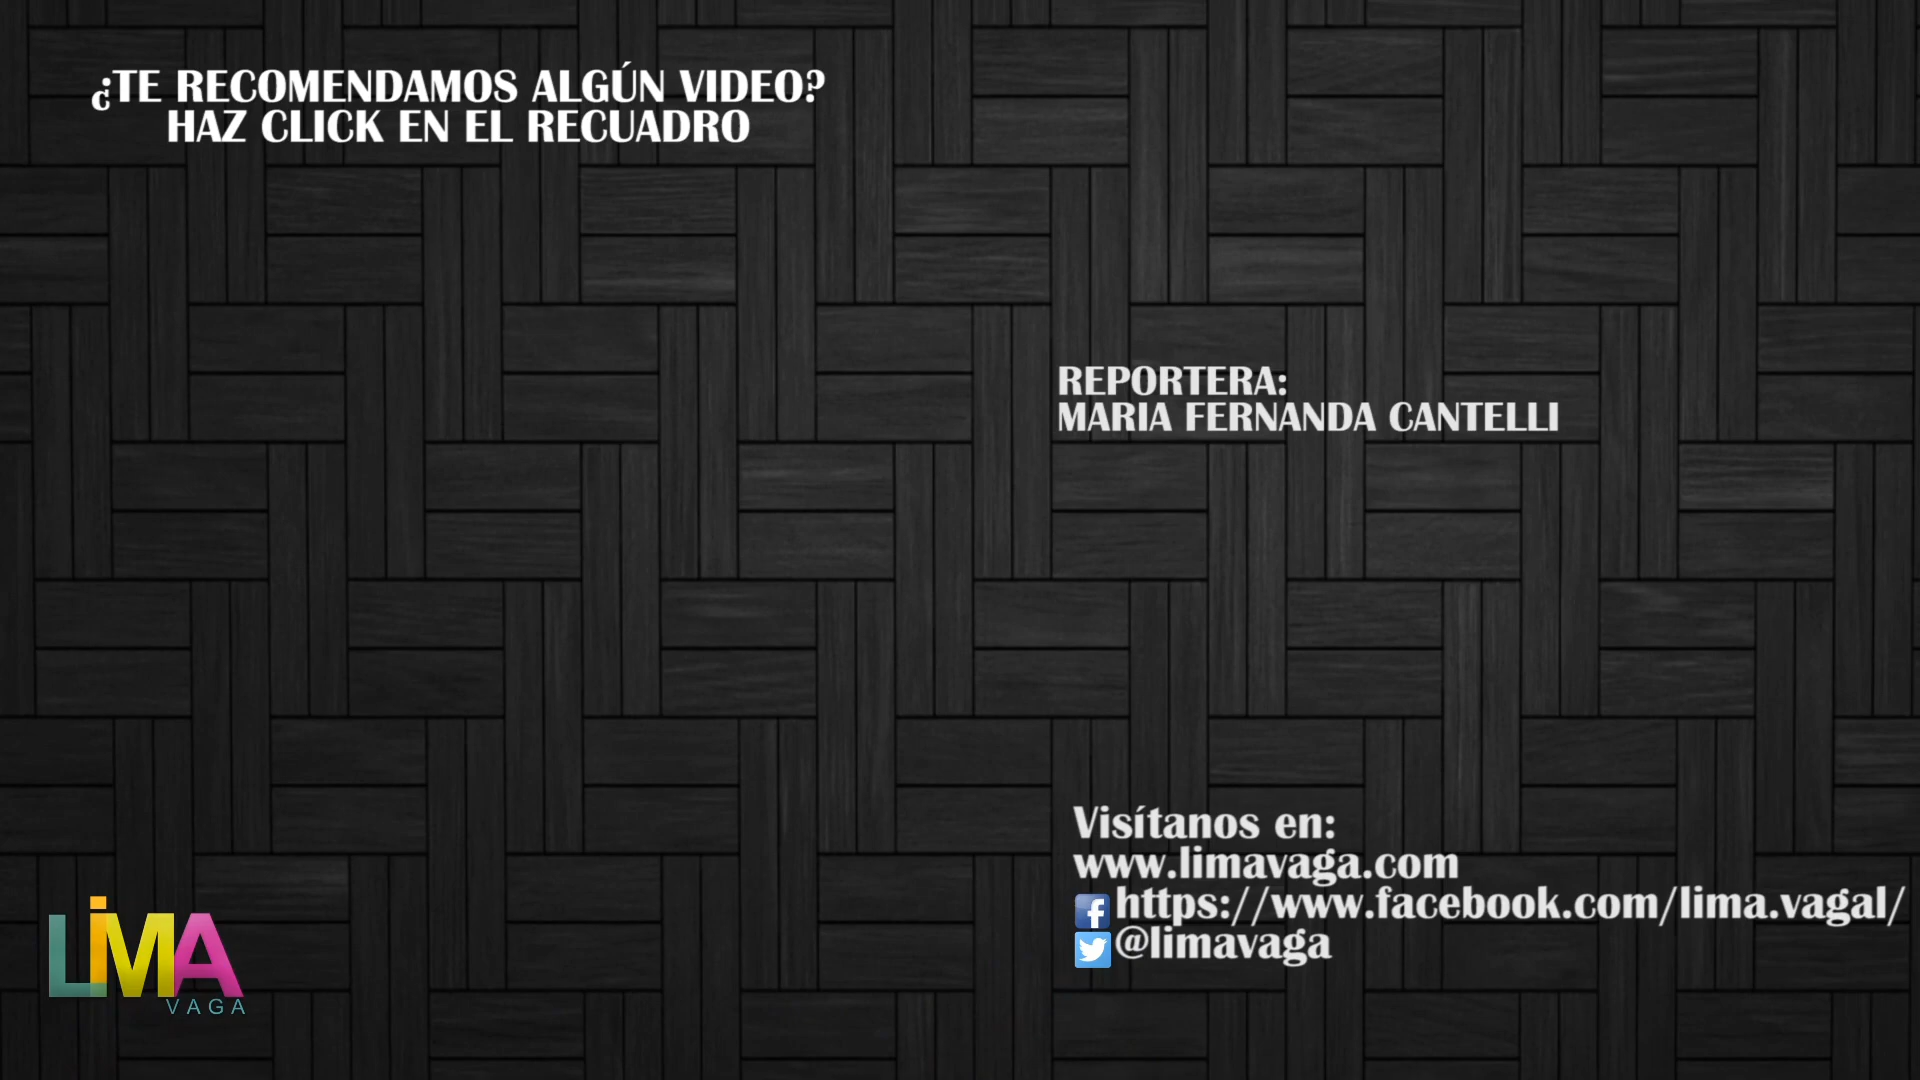 ¿TE RECOMENDAMOS ALGÚN VIDEO?
HAZ CLICK EN EL RECUADRO
REPORTERA:
MARIA FERNANDA CANTELLI
Visítanos en:
www.limavaga.com
https://www.facebook.com/lima.vagal/
@limavaga
LiMA
VAGA